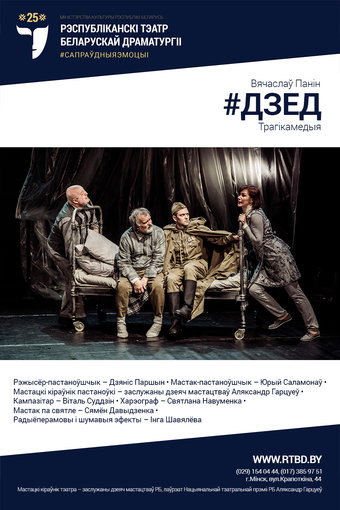 25
МІНІСТЭРСТВА КУЛЬТУРЫ РЭСПУБЛІКІ БЕЛАРУСЬ
РЭСПУБЛІКАНСКІ ТЭАТР
БЕЛАРУСКАЙ ДРАМАТУРГІІ
#САПРАЎДНЫЯЭМОЦЫІ
Вячаслаў Панін
#ДЗЕД
Трагікамедыя
Рэжысёр-пастаноўшчык – Дзяніс Паршын • Мастак-пастаноўшчык – Юрый Саламонаў •
Мастацкі кіраўнік пастаноўкі – заслужаны дзеяч мастацтваў Аляксандр Гарцуеў •
Кампазітар – Віталь Суддзін • Харэограф – Святлана Навуменка •
Мастак па святле – Сямён Давыдзенка •
Радыёперамовы і шумавыя эфекты – Інга Шавялёва
WWW.RTBD.BY
(029) 154 04 44, (017) 385 97 51
г.Мінск, вул.Крапоткіна, 44
Мастацкі кіраўнік тэатра – заслужаны дзеяч мастацтваў РБ, лаўрэат Нацыянальнай тэатральнай прэміі РБ Аляксандр Гарцуеў